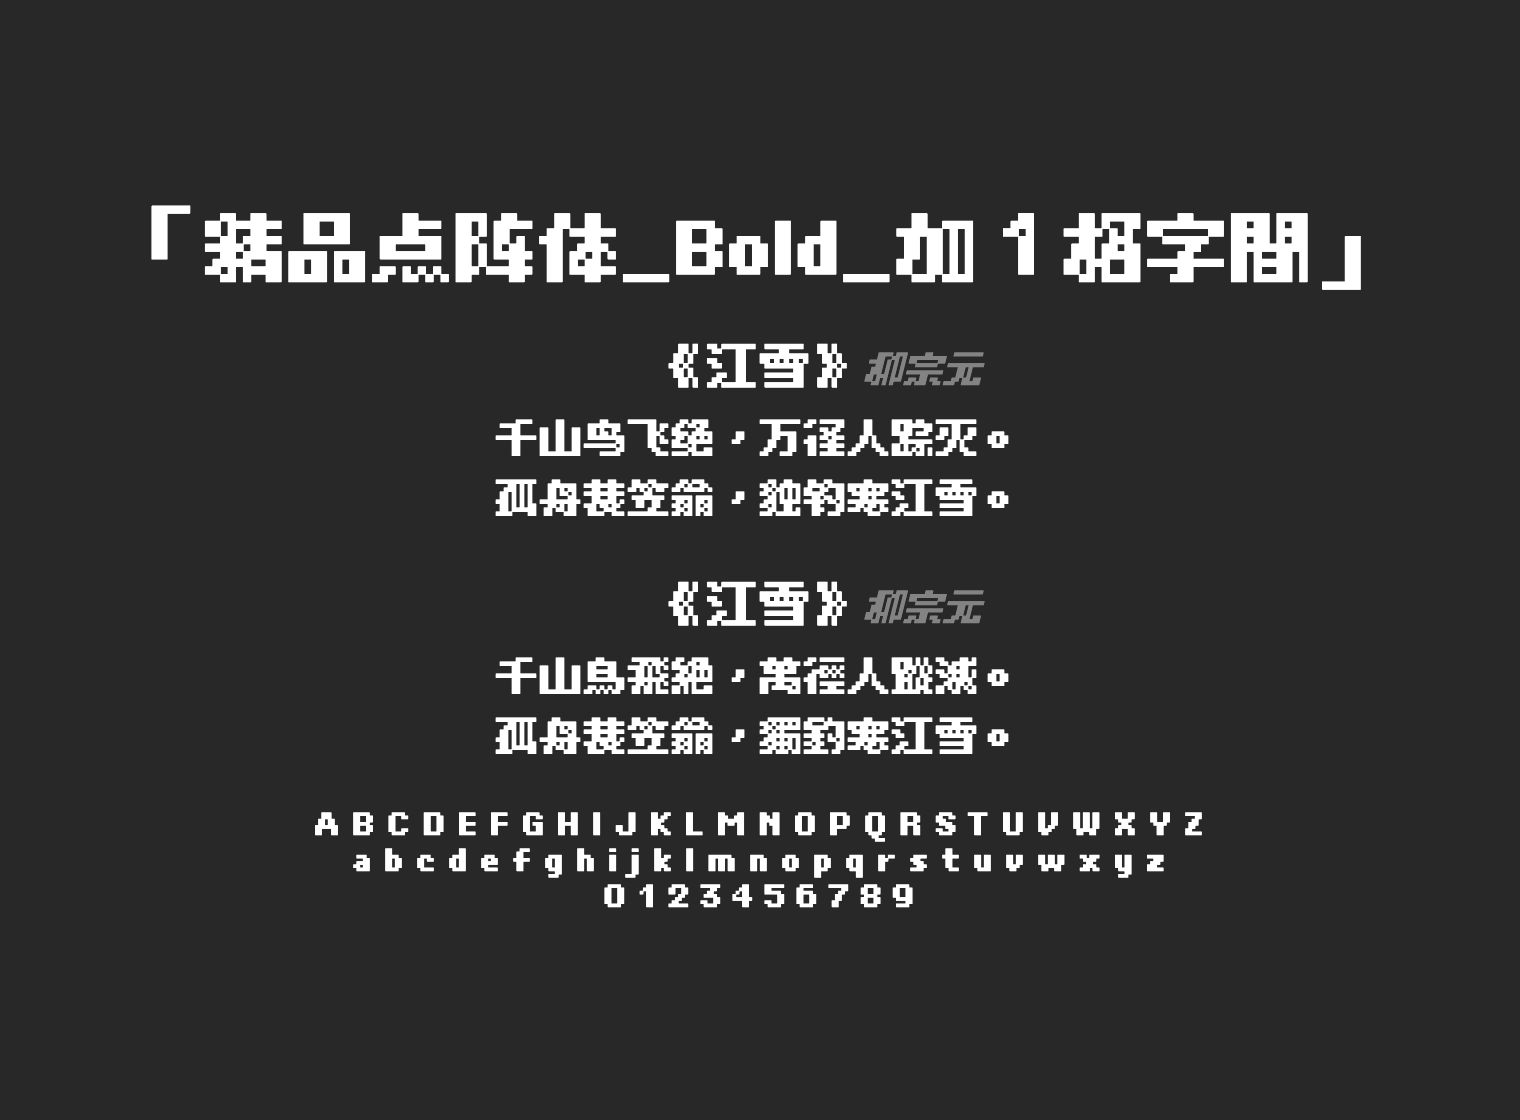 「精品点阵体_Bold_加１格字間」
《江雪》 柳宗元
千山鸟飞绝，万径人踪灭。
孤舟蓑笠翁，独钓寒江雪。
《江雪》 柳宗元
千山鳥飛絕，萬徑人蹤滅。
孤舟蓑笠翁，獨釣寒江雪。
A B C D E F G H I J K L M N O P Q R S T U V W X Y Z
a b c d e f g h i j k l m n o p q r s t u v w x y z
0 1 2 3 4 5 6 7 8 9